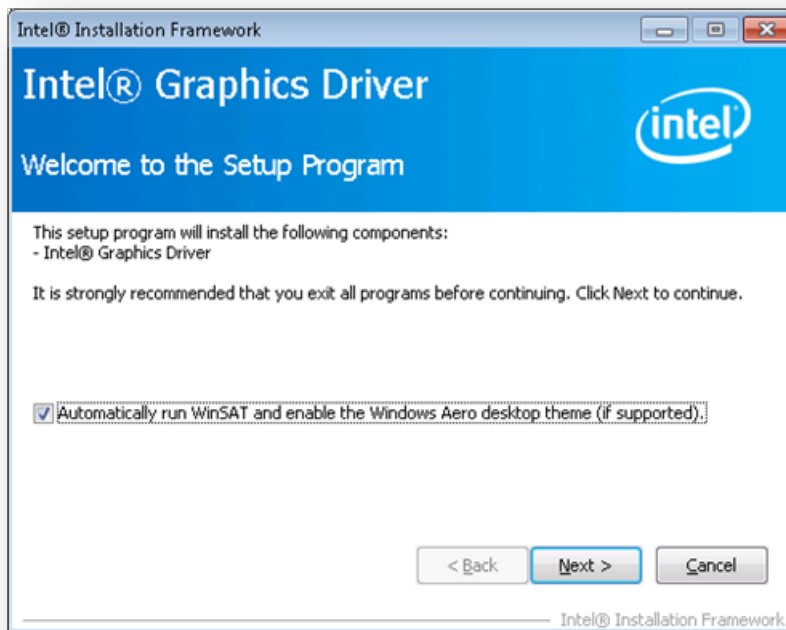 Intel® Installation Framework
Intel® Graphics Driver
intel
Welcome to the Setup Program
This setup program will install the following components:
- Intel® Graphics Driver
It is strongly recommended that you exit all programs before continuing. Click Next to continue.
Automatically run WinSAT and enable the Windows Aero desktop theme (if supported).
< Back
Next >
Cancel
Intel® Installation Framework